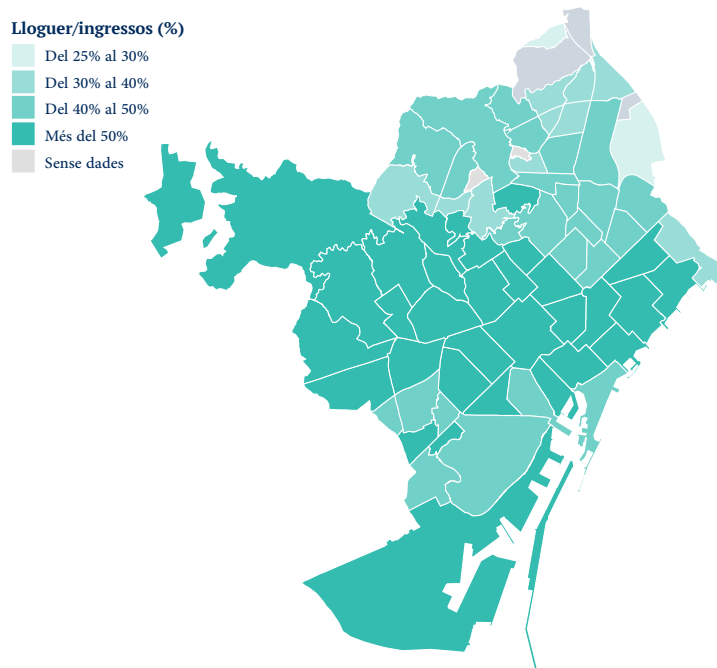 Lloguer/ingressos (%)
Del 25% al 30%
Del 30% al 40%
Del 40% al 50%
Més del 50%
Sense dades